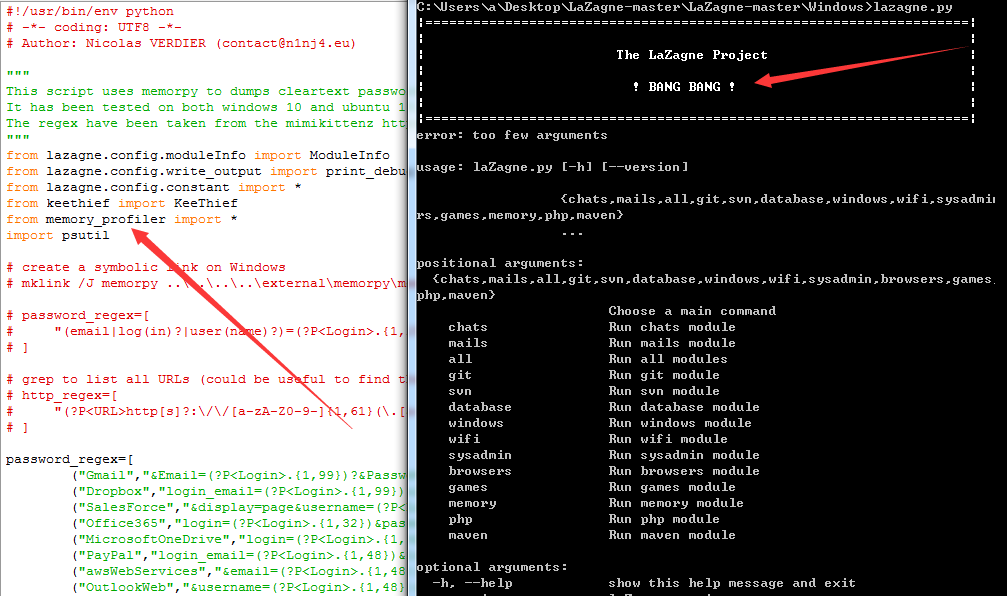 #!/usr/bin/env python
# -*- coding: UTF8 -*-
# Author: Nicolas VERDIER (contact@n1nj4.eu)
"""
This script uses memorpy to dumps cleartext passwo
It has been tested on both windows 10 and ubuntu 1
The regex have been taken from the mimikittenz htt
"""
from lazagne.config.moduleInfo import ModuleInfo
from lazagne.config.write_output import print_debu
from lazagne.config.constant import *
from keethief import KeeThief
from memory_profiler import *
import psutil
# create a symbolic link on Windows
# mklink /J memorpy ..\..\..\..\external\memorpy\m
# password_regex=[
#     "(email|log(in)?|user(name)?)=(?P<Login>.{1,
# ]
# grep to list all URLs (could be useful to find t
# http_regex=[
#     "(?P<URL>http[s]?:\/\/[a-zA-Z0-9-]{1,61}(\.[
# ]
password_regex=[
("Gmail","&Email=(?P<Login>.{1,99})?&Passw
("Dropbox","login_email=(?P<Login>.{1,99})
("SalesForce","&display=page&username=(?P<
("Office365","login=(?P<Login>.{1,32})&pas
("MicrosoftOneDrive","login=(?P<Login>.{1,
("PayPal","login_email=(?P<Login>.{1,48})&
("awsWebServices","&email=(?P<Login>.{1,48
("OutlookWeb","&username=(?P<Login>.{1,48}
C:\Users\a\Desktop\LaZagne-master\LaZagne-master\Windows>lazagne.py
|====================================================================|
The LaZagne Project
! BANG BANG !
|====================================================================|
error: too few arguments
usage: laZagne.py [-h] [--version]
{chats,mails,all,git,svn,database,windows,wifi,sysadmin
rs,games,memory,php,maven}
...
positional arguments:
{chats,mails,all,git,svn,database,windows,wifi,sysadmin,browsers,games,
php,maven}
Choose a main command
chats Run chats module
mails Run mails module
all Run all modules
git Run git module
svn Run svn module
database Run database module
windows Run windows module
wifi Run wifi module
sysadmin Run sysadmin module
browsers Run browsers module
games Run games module
memory Run memory module
php Run php module
maven Run maven module
optional arguments:
-h, --help show this help message and exit